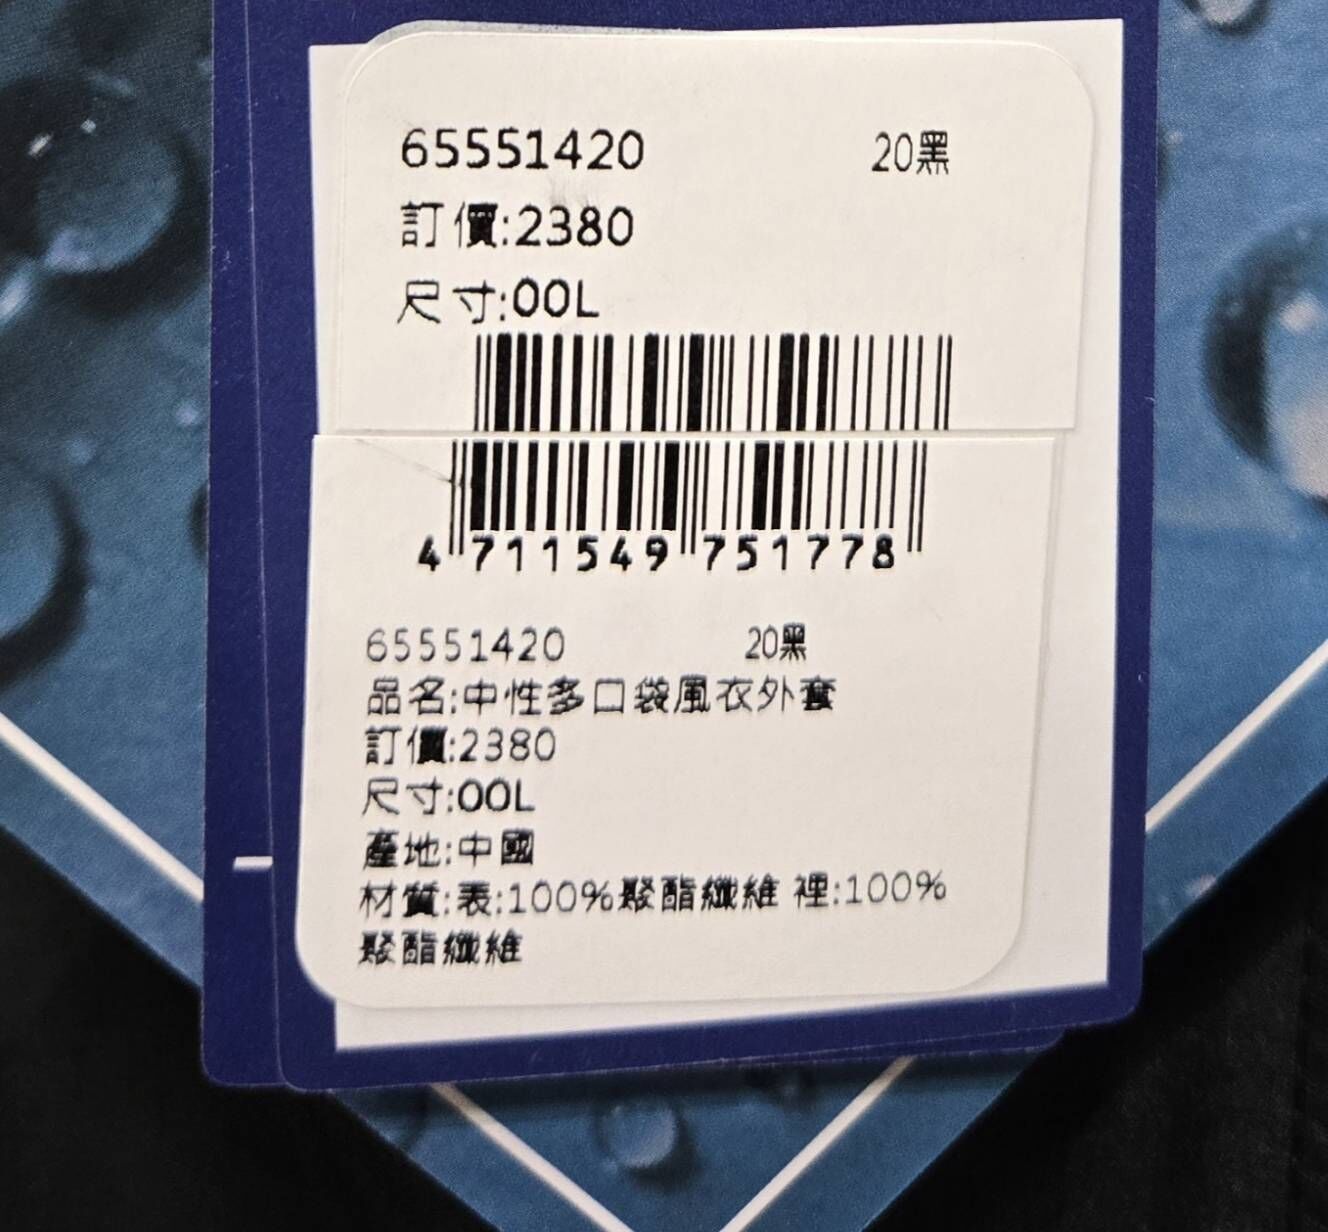 65551420 20黑
訂價:2380
尺寸:00L
4 711549 751778
65551420 20黑
品名:中性多口袋風衣外套
訂價:2380
尺寸:00L
產地:中國
材質:表:100%聚酯纖維 裡:100%
聚酯纖維